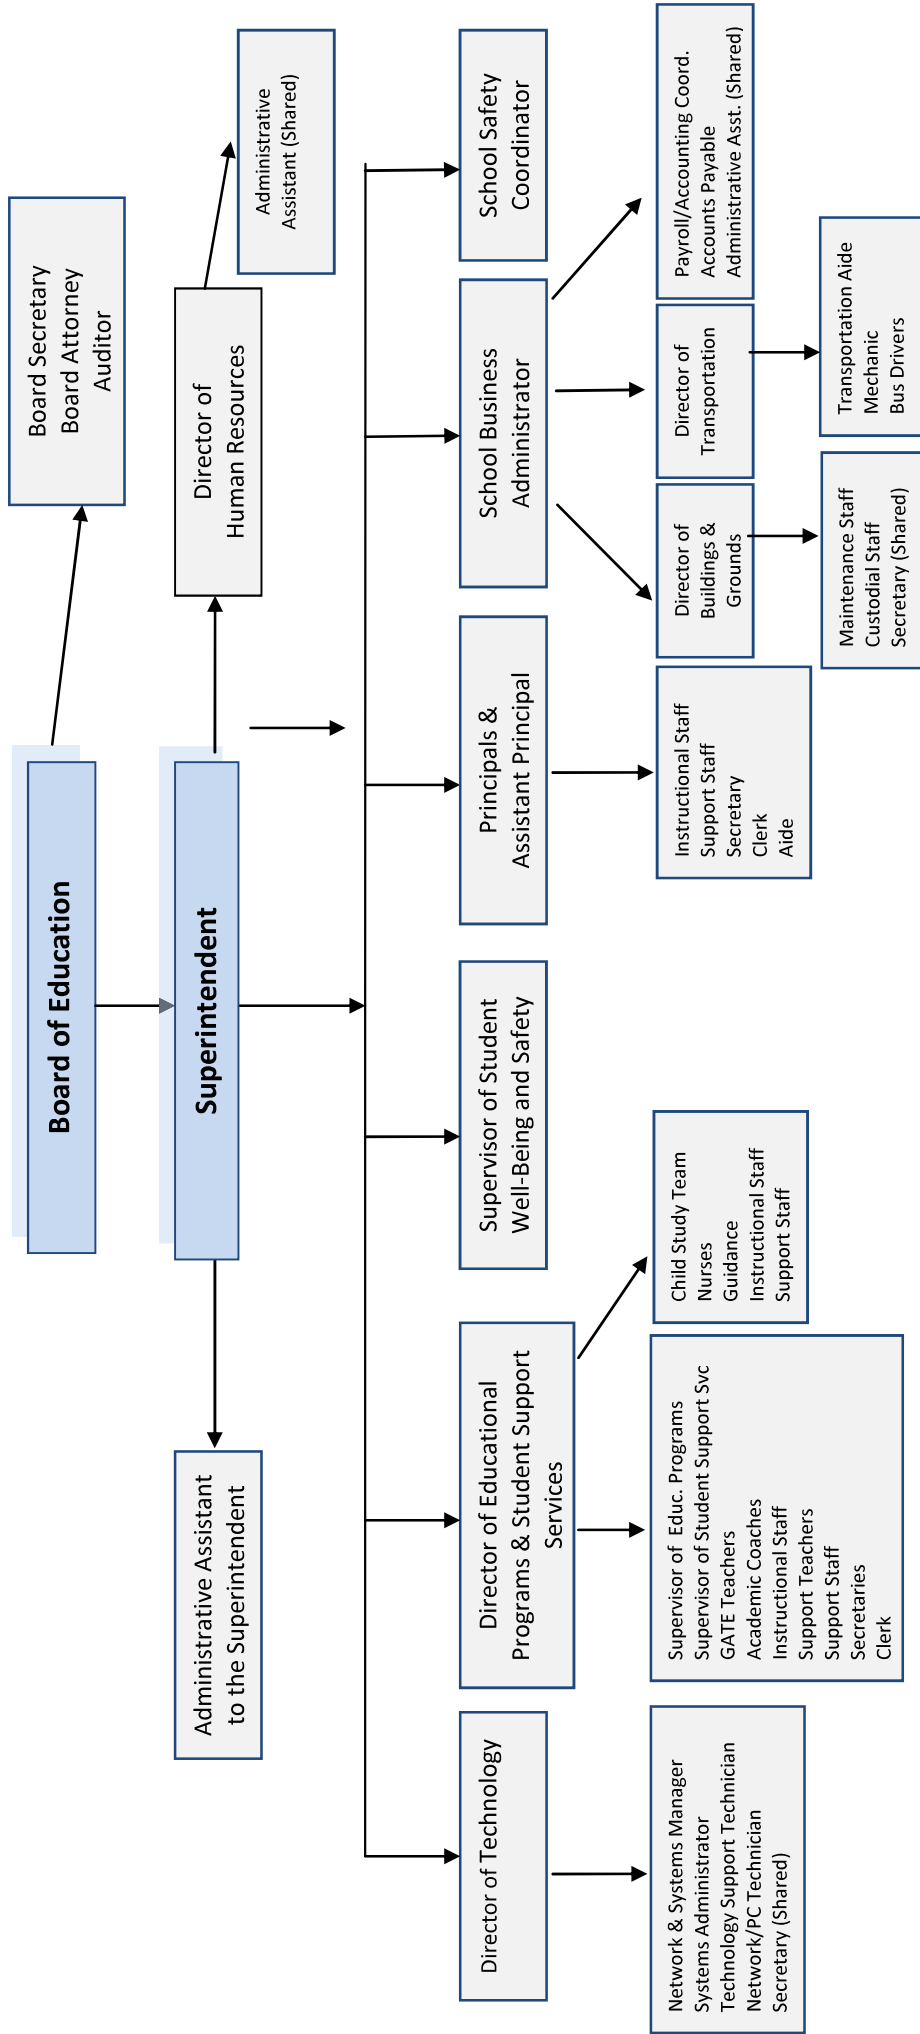 Board of Education
Board Secretary
Board Attorney
Auditor
Administrative Assistant
to the Superintendent
Superintendent
Director of
Human Resources
Administrative
Assistant (Shared)
Director of Technology
Director of Educational
Programs & Student Support
Services
Supervisor of Student
Well-Being and Safety
Principals &
Assistant Principal
School Business
Administrator
School Safety
Coordinator
Network & Systems Manager
Systems Administrator
Technology Support Technician
Network/PC Technician
Secretary (Shared)
Supervisor of Educ. Programs
Supervisor of Student Support Svc
GATE Teachers
Academic Coaches
Instructional Staff
Support Teachers
Support Staff
Secretaries
Clerk
Child Study Team
Nurses
Guidance
Instructional Staff
Support Staff
Instructional Staff
Support Staff
Secretary
Clerk
Aide
Director of
Buildings &
Grounds
Director of
Transportation
Payroll/Accounting Coord.
Accounts Payable
Administrative Asst. (Shared)
Maintenance Staff
Custodial Staff
Secretary (Shared)
Transportation Aide
Mechanic
Bus Drivers